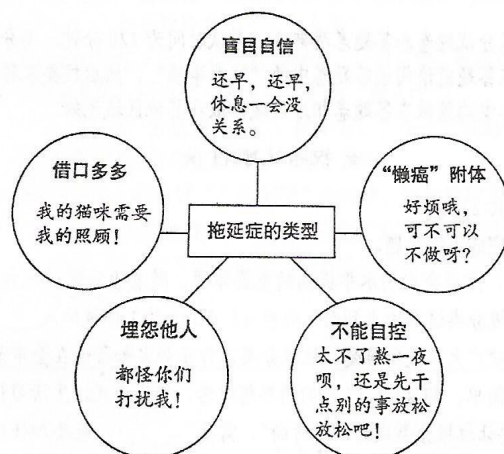 盲目自信
还早，还早，
休息一会没
关系。
借口多多
我的猫咪需要
我的照顾！
拖延症的类型
“懒癌”附体
好烦哦，
可不可以
不做呀？
埋怨他人
都怪你们
打扰我！
不能自控
太不了熬一夜
呗，还是先干
点别的事放松
放松吧！